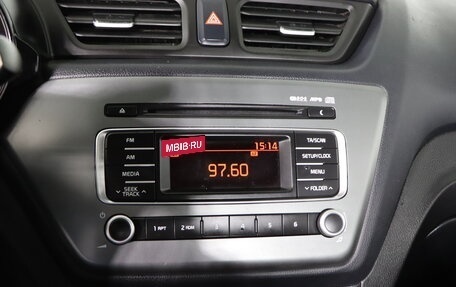 MP3
FM
MBIB.RU
15:14
TA/SCAN
AM
97.60
SETUP/CLOCK
MEDIA
MENU
SEEK
TRACK
FOLDER
1 RPT
2 RDM
3
4
5
6